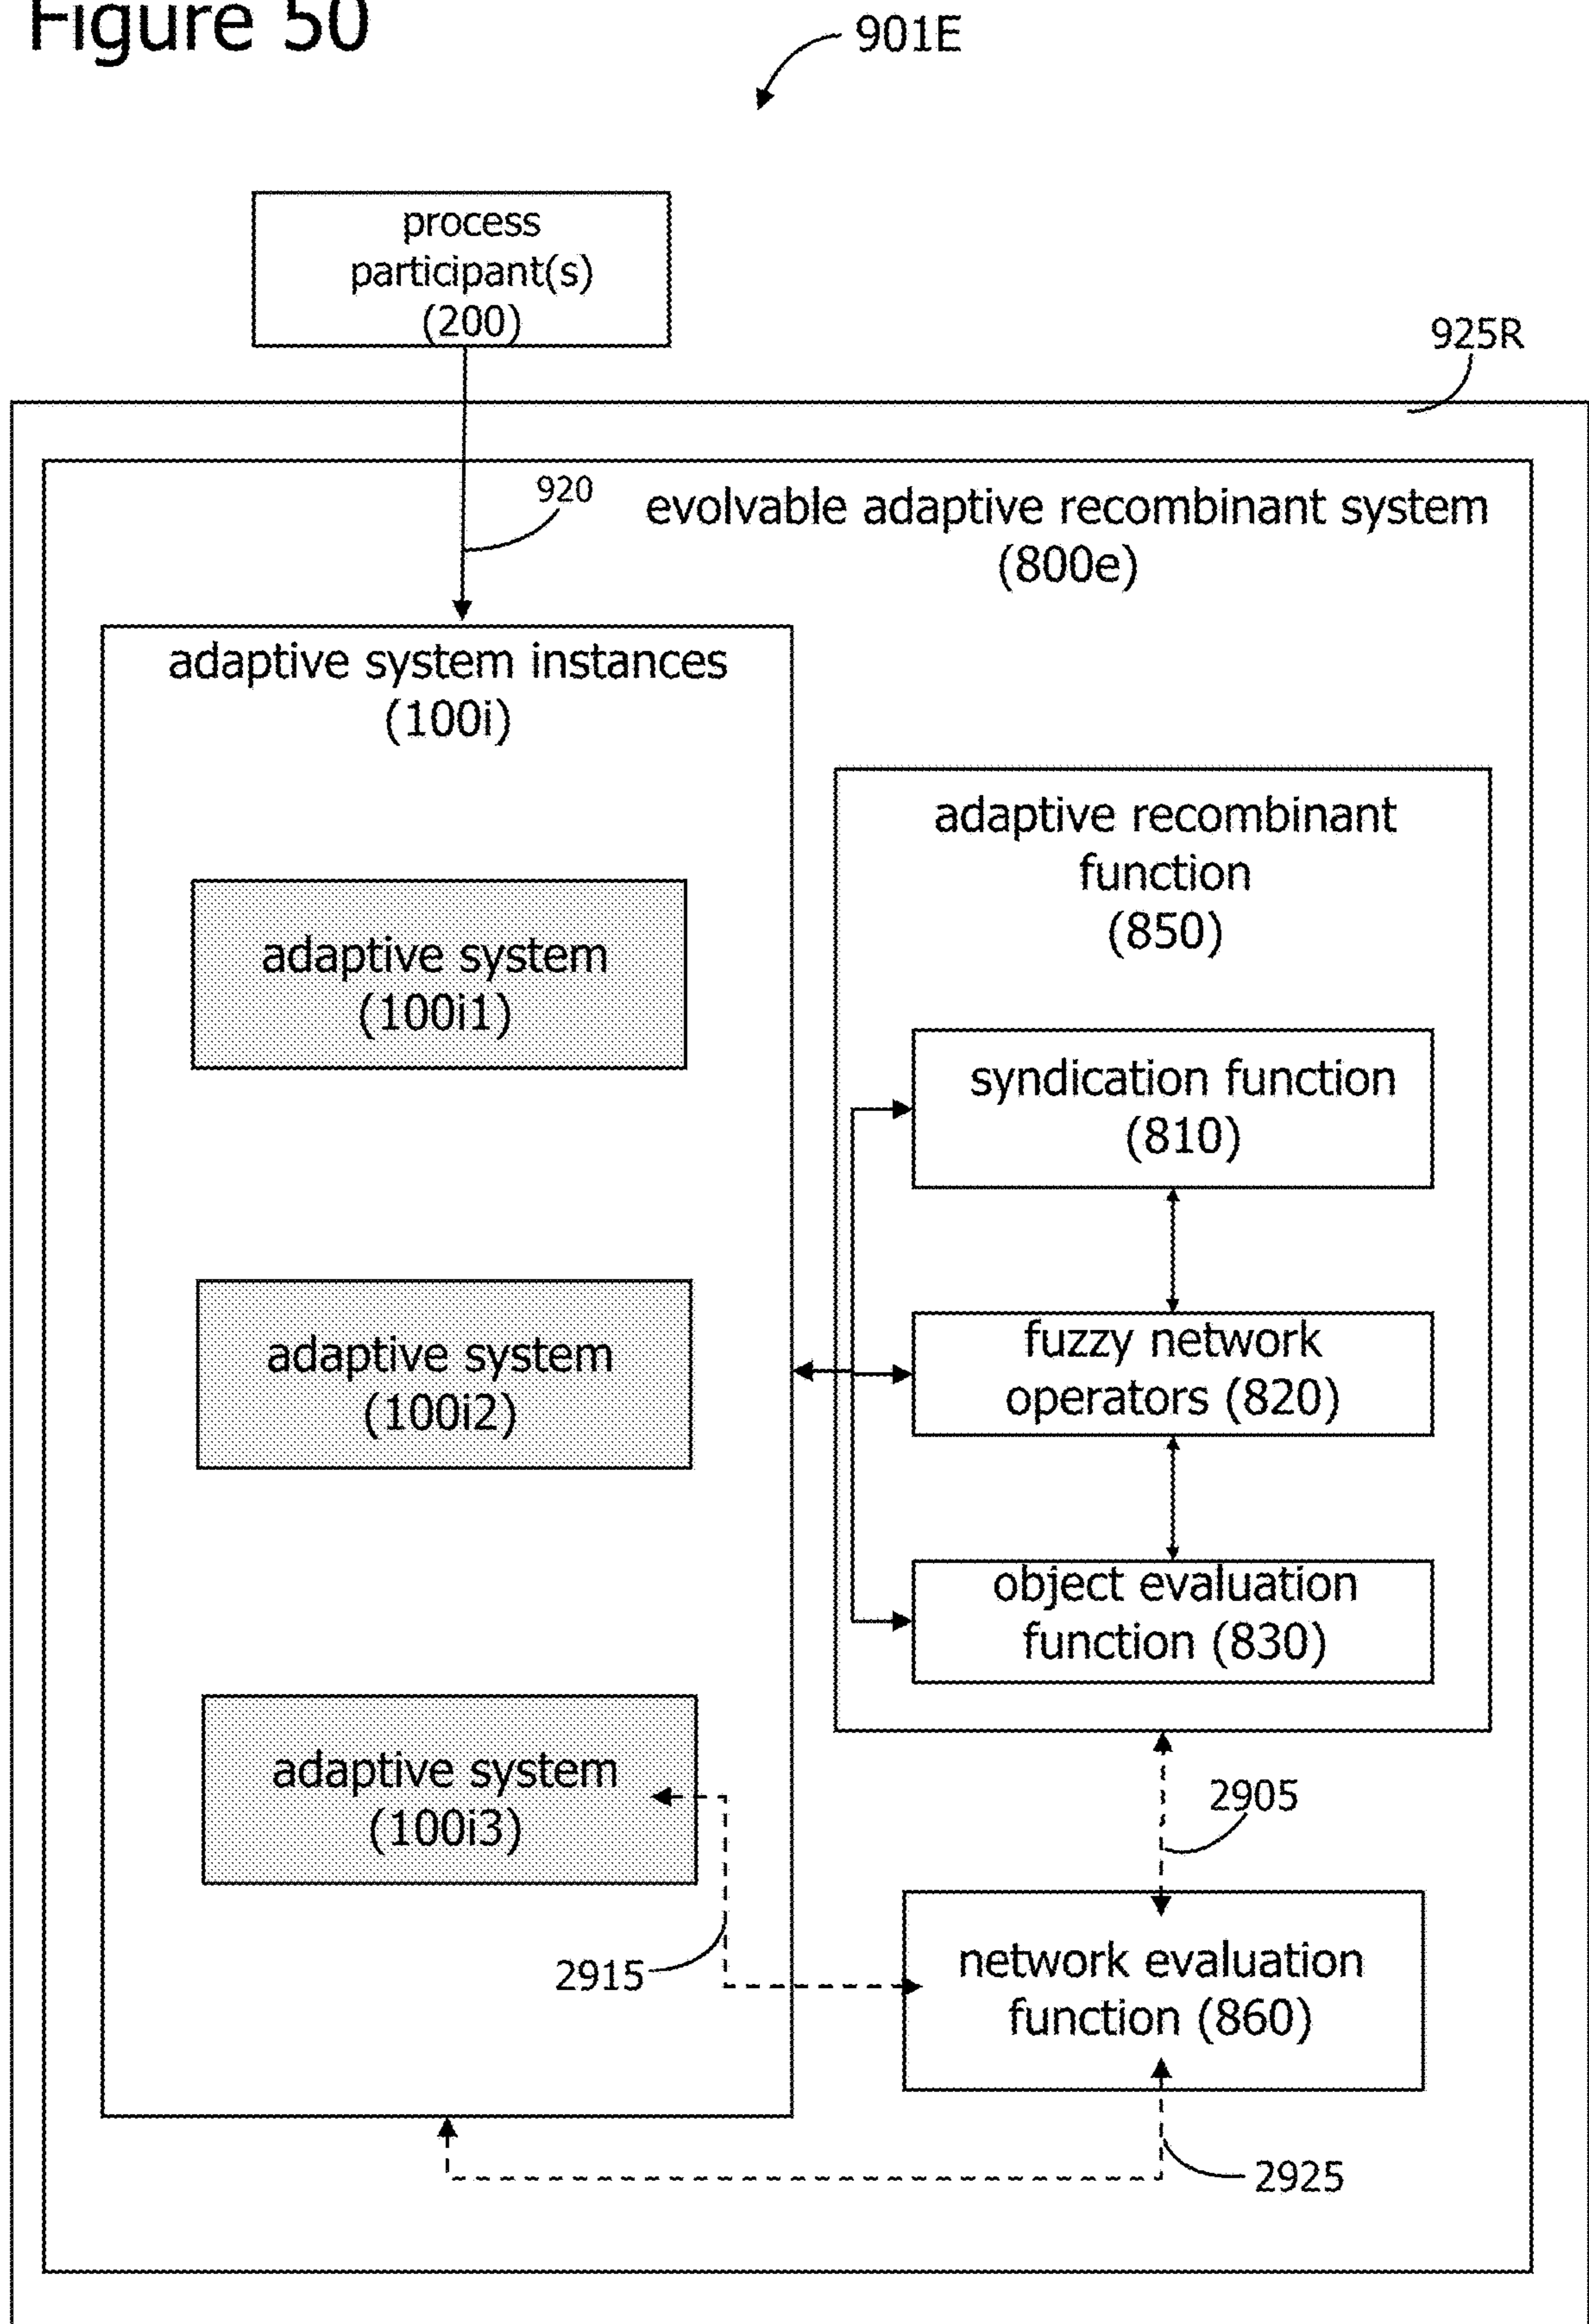 Figure 50
901E
process
participant(s)
(200)
925R
920
evolvable adaptive recombinant system
(800e)
adaptive system instances
(100i)
adaptive recombinant
function
(850)
adaptive system
(100i1)
syndication function
(810)
adaptive system
(100i2)
fuzzy network
operators (820)
object evaluation
function (830)
adaptive system
(100i3)
2905
2915
network evaluation
function (860)
2925